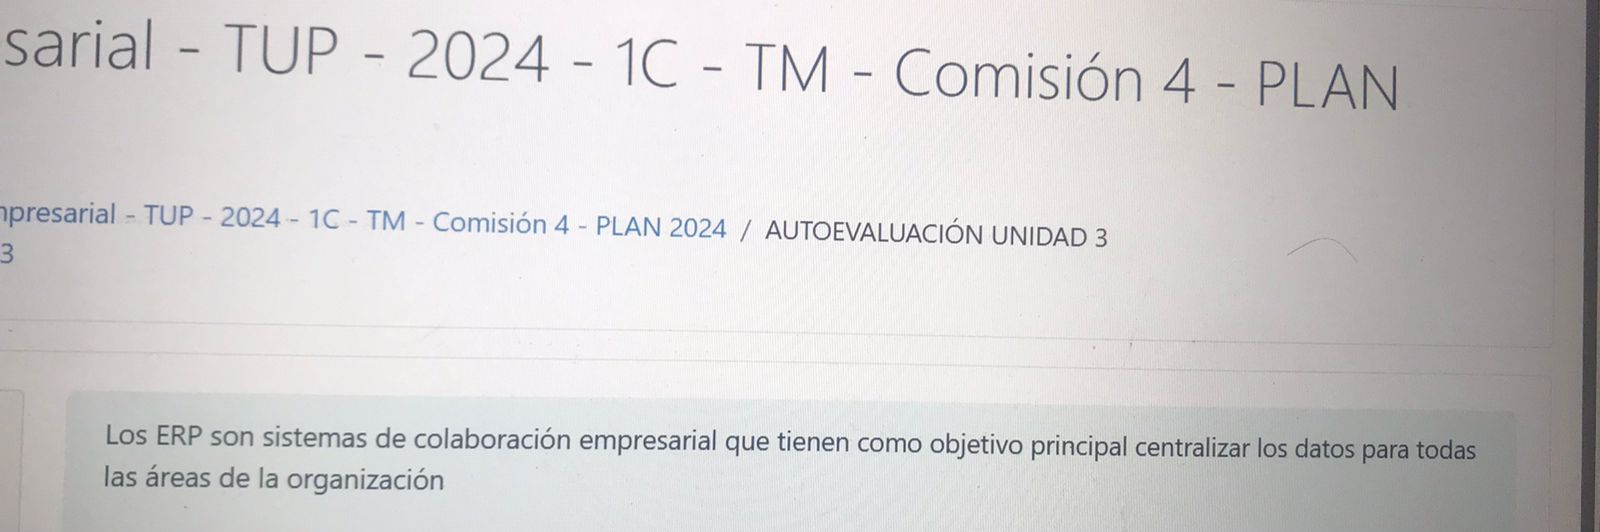 sarial - TUP - 2024 - 1C - TM - Comisión 4 - PLAN
mpresarial - TUP - 2024 - 1C - TM - Comisión 4 - PLAN 2024 / AUTOEVALUACIÓN UNIDAD 3
3
Los ERP son sistemas de colaboración empresarial que tienen como objetivo principal centralizar los datos para todas
las áreas de la organización